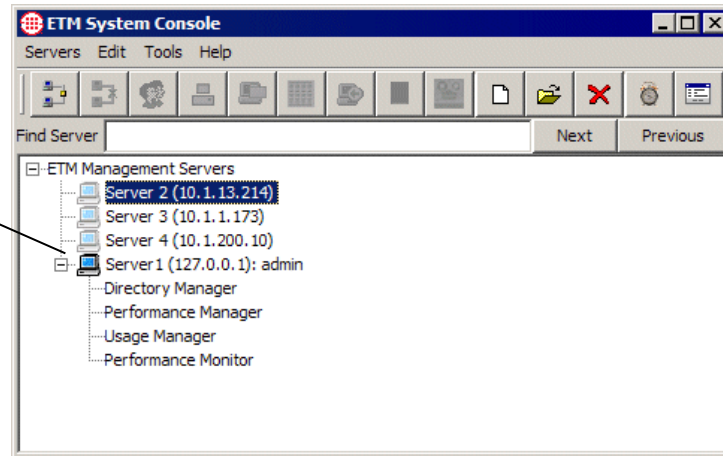 ETM System Console
Servers Edit Tools Help
Find Server Next Previous
ETM Management Servers
Server 2 (10.1.13.214)
Server 3 (10.1.1.173)
Server 4 (10.1.200.10)
Server1 (127.0.0.1): admin
Directory Manager
Performance Manager
Usage Manager
Performance Monitor